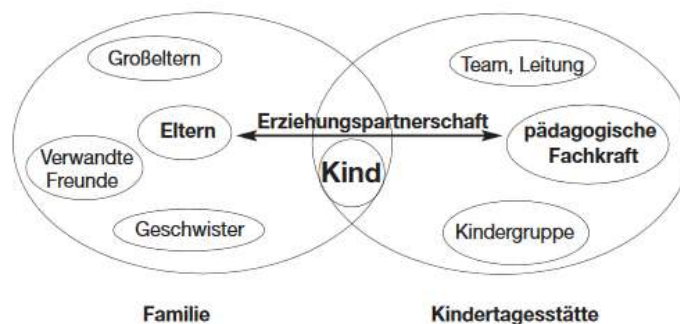 Großeltern
Team, Leitung
Eltern
Erziehungspartnerschaft
pädagogische
Fachkraft
Verwandte
Freunde
Kind
Geschwister
Kindergruppe
Familie
Kindertagesstätte